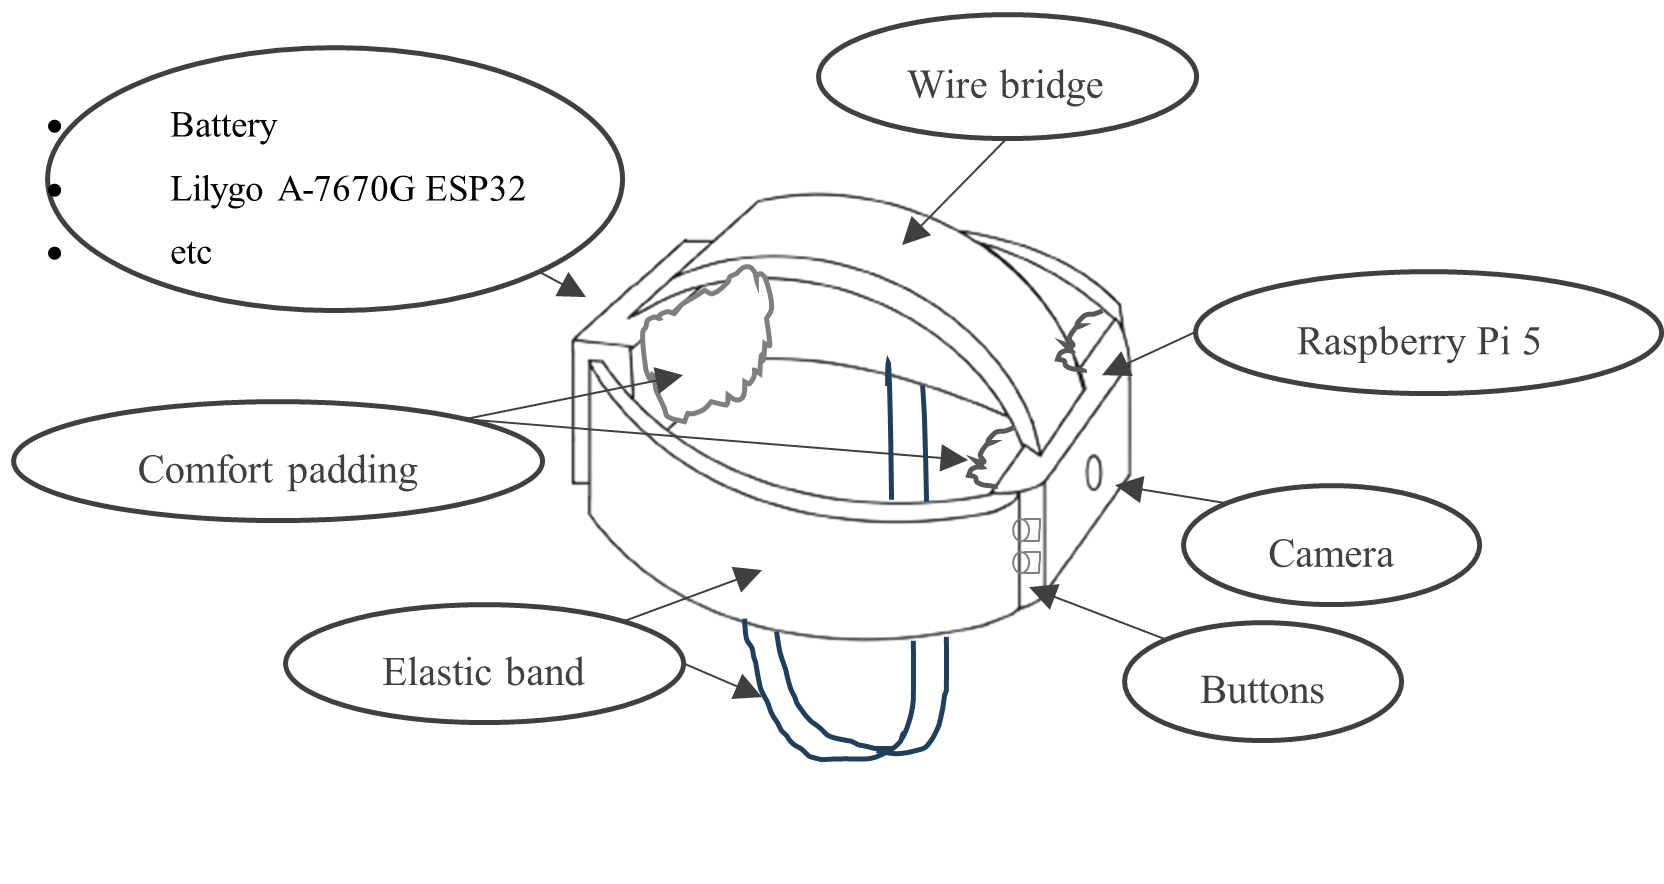 Wire bridge
• Battery
• Lilygo A-7670G ESP32
• etc
Raspberry Pi 5
Comfort padding
Camera
Elastic band
Buttons